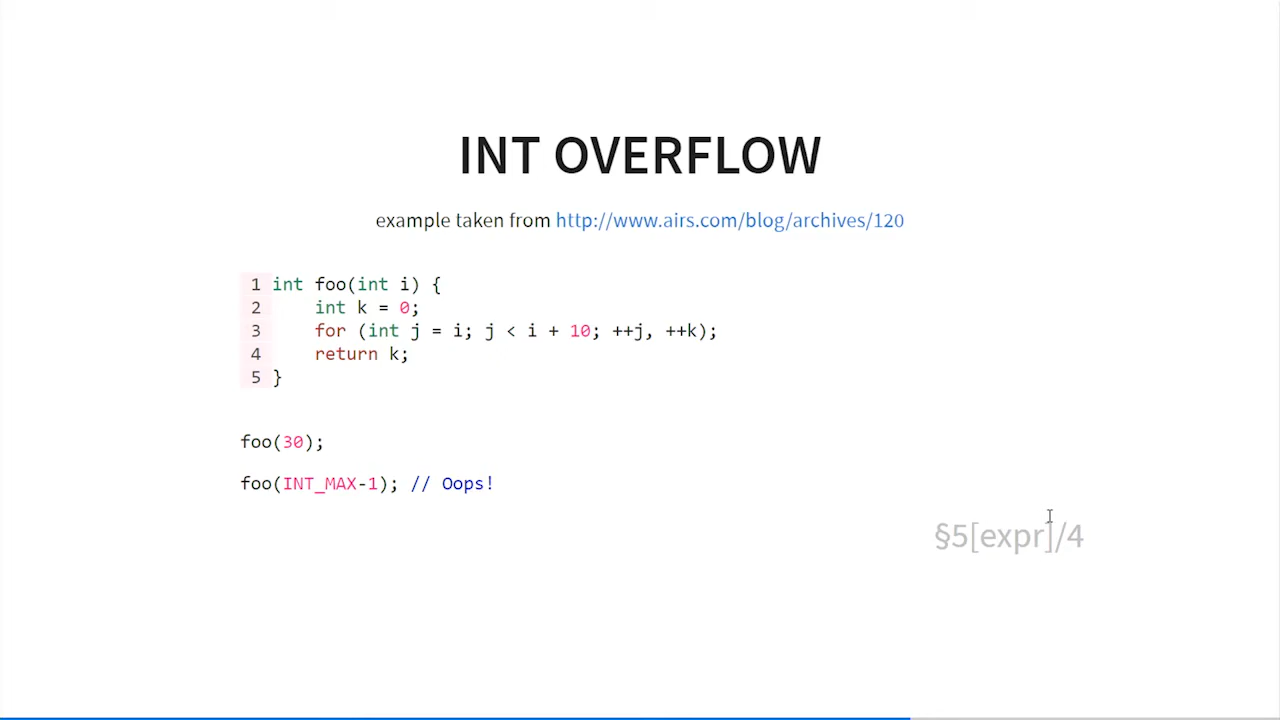 INT OVERFLOW
example taken from http://www.airs.com/blog/archives/120
1 int foo(int i) {
2     int k = 0;
3     for (int j = i; j < i + 10; ++j, ++k);
4     return k;
5 }
foo(30);
foo(INT_MAX-1); // Oops!
§5[expr]/4